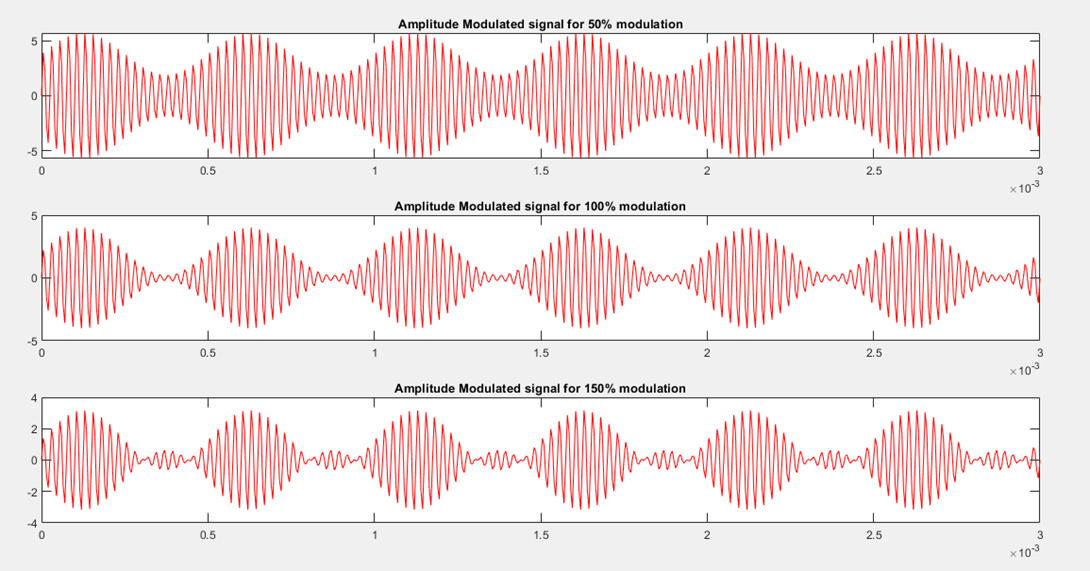 Amplitude Modulated signal for 50% modulation
5
0
-5
0 0.5 1 1.5 2 2.5 3
×10-3
Amplitude Modulated signal for 100% modulation
5
0
-5
0 0.5 1 1.5 2 2.5 3
×10-3
Amplitude Modulated signal for 150% modulation
4
2
0
-2
-4
0 0.5 1 1.5 2 2.5 3
×10-3